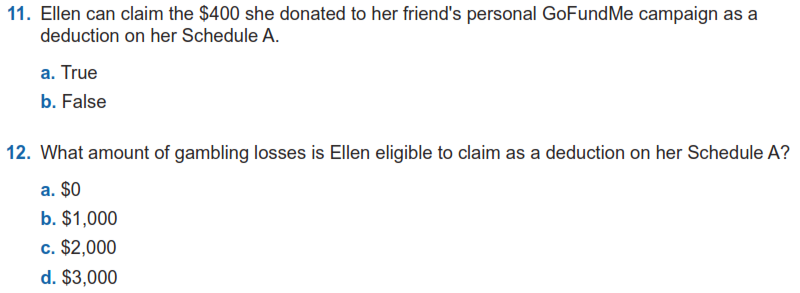 11. Ellen can claim the $400 she donated to her friend's personal GoFundMe campaign as a
deduction on her Schedule A.
a. True
b. False
12. What amount of gambling losses is Ellen eligible to claim as a deduction on her Schedule A?
a. $0
b. $1,000
c. $2,000
d. $3,000